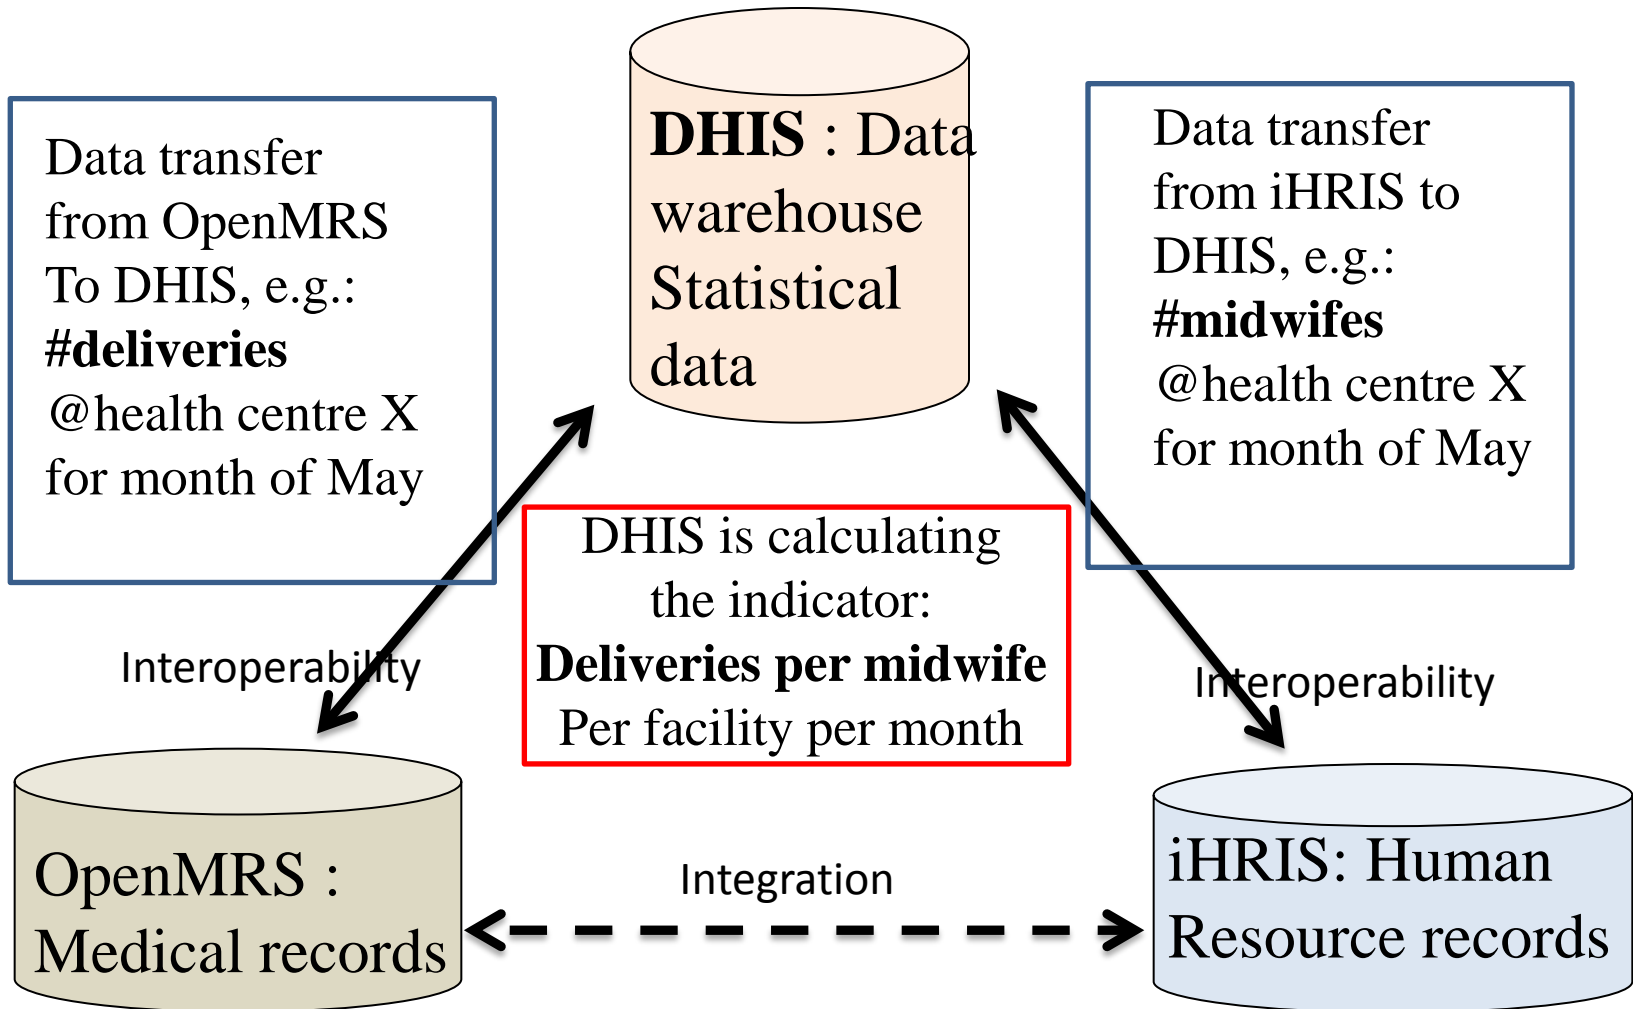 Data transfer
from OpenMRS
To DHIS, e.g.:
#deliveries
@health centre X
for month of May
DHIS : Data
warehouse
Statistical
data
Data transfer
from iHRIS to
DHIS, e.g.:
#midwifes
@health centre X
for month of May
DHIS is calculating
the indicator:
Deliveries per midwife
Per facility per month
Interoperability
Interoperability
OpenMRS :
Medical records
Integration
iHRIS: Human
Resource records